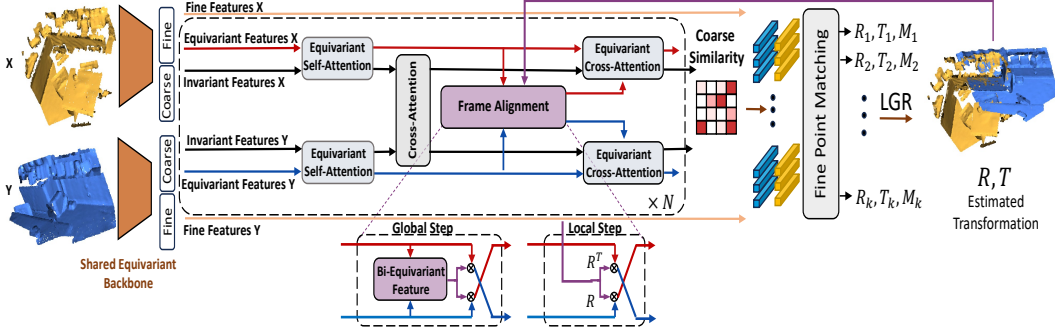 Fine Features X
X
Fine
Coarse
Equivariant Features X
Invariant Features X
Equivariant
Self-Attention
Cross-Attention
Frame Alignment
Equivariant
Cross-Attention
Coarse
Similarity
Y
Coarse
Fine
Invariant Features Y
Equivariant Features Y
Equivariant
Self-Attention
Equivariant
Cross-Attention
× N
Fine Features Y
Shared Equivariant
Backbone
Global Step
Bi-Equivariant
Feature
Local Step
R^T
R
Fine Point Matching
R₁, T₁, M₁
R₂, T₂, M₂
LGR
Rₖ, Tₖ, Mₖ
R, T
Estimated
Transformation